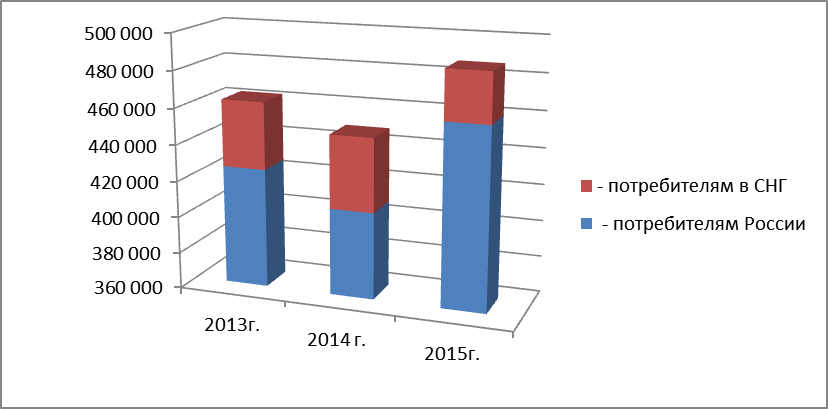 500 000
480 000
460 000
440 000
420 000
400 000
380 000
360 000
2013г.
2014 г.
2015г.
- потребителям в СНГ
- потребителям России